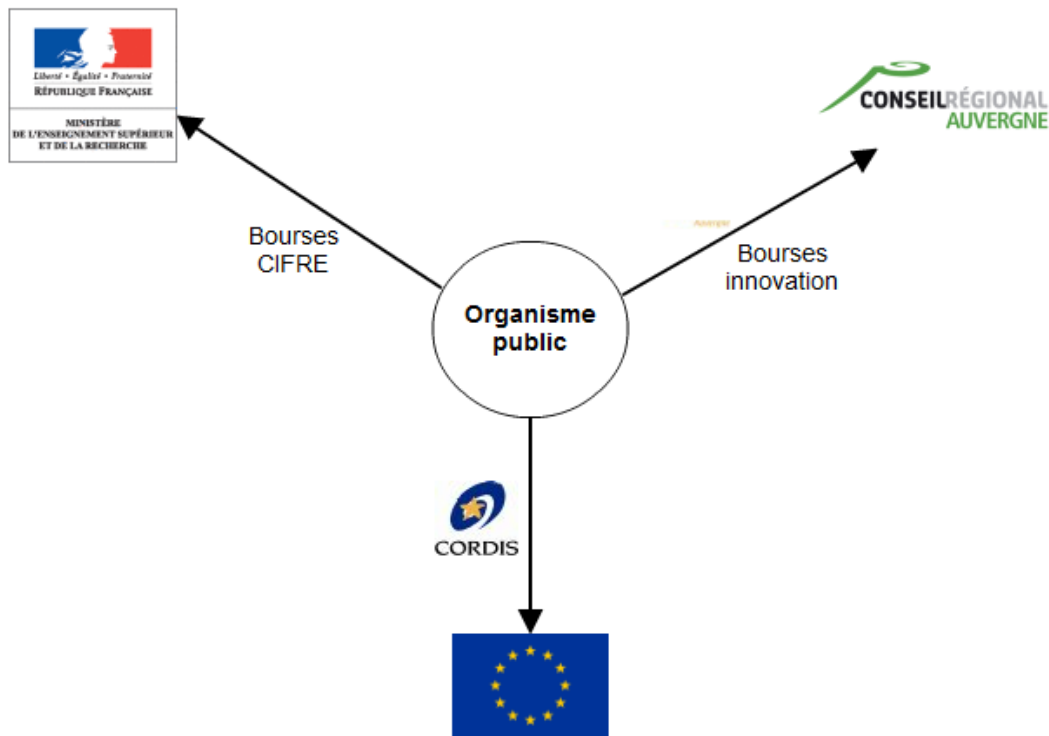 Liberté • Égalité • Fraternité
RÉPUBLIQUE FRANÇAISE
MINISTÈRE
DE L'ENSEIGNEMENT SUPÉRIEUR
ET DE LA RECHERCHE
CONSEILRÉGIONAL
AUVERGNE
Auvergne
Bourses
CIFRE
Bourses
innovation
Organisme
public
CORDIS